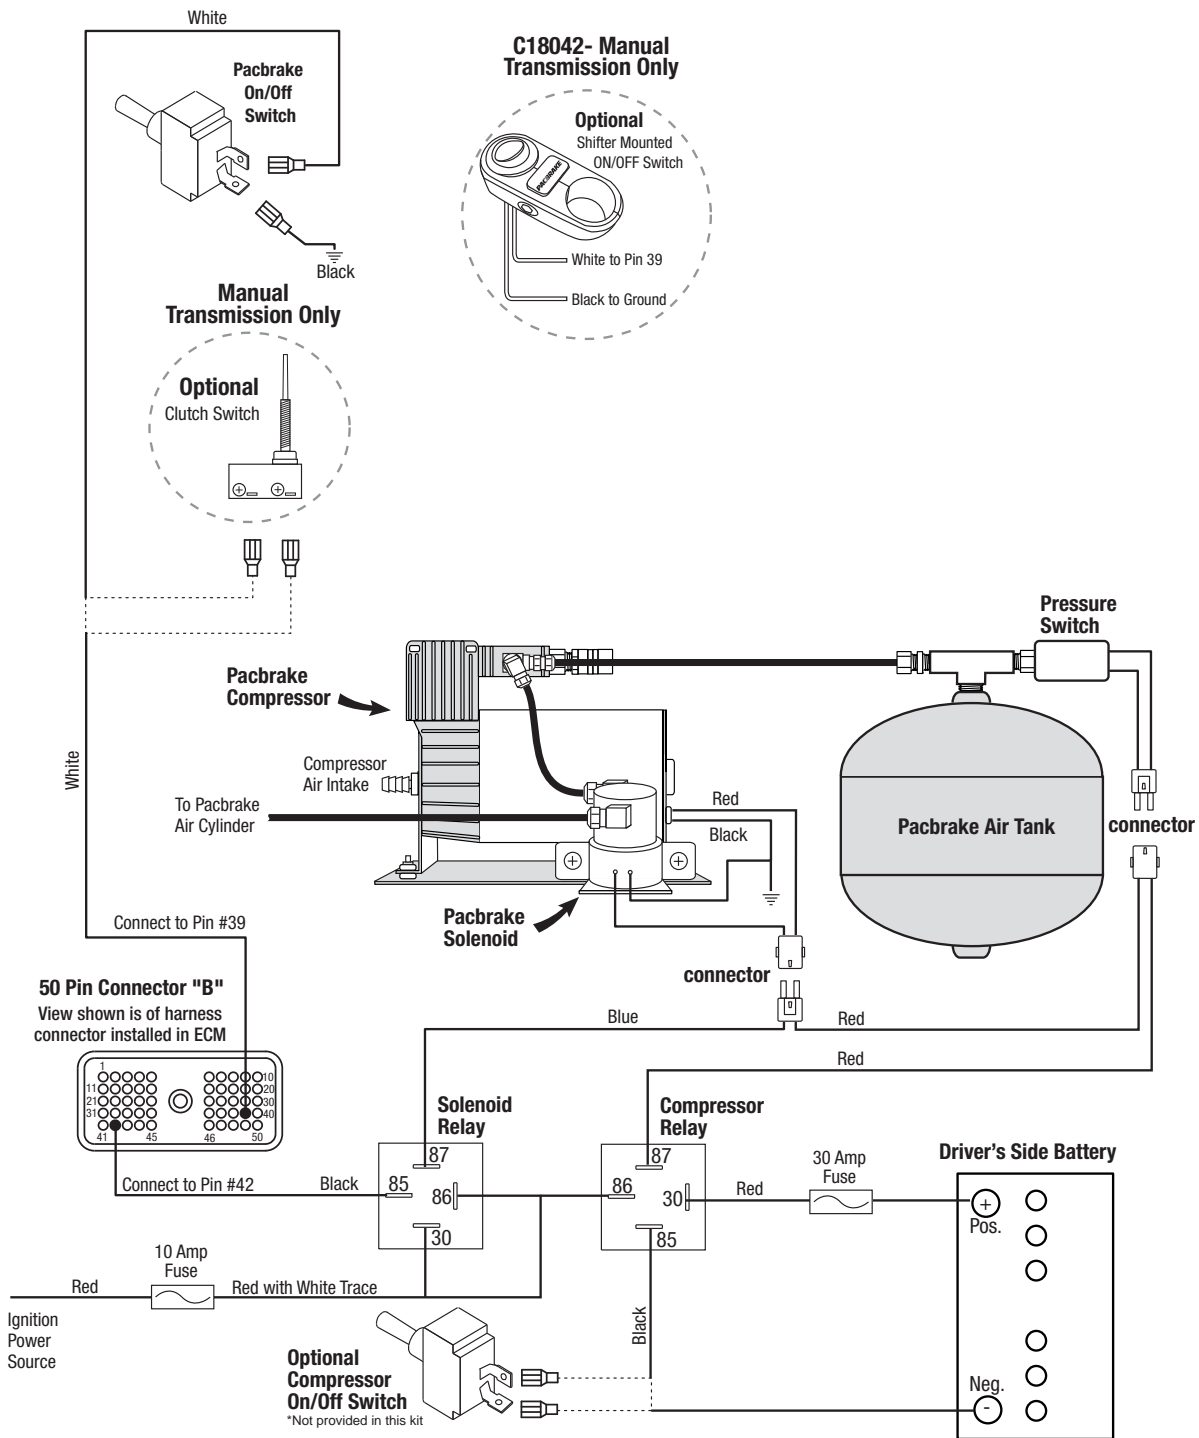 White
Pacbrake
On/Off
Switch
Black
C18042- Manual
Transmission Only
Optional
Shifter Mounted
ON/OFF Switch
PACBRAKE
White to Pin 39
Black to Ground
Manual
Transmission Only
Optional
Clutch Switch
Pressure
Switch
Pacbrake
Compressor
White
Compressor
Air Intake
To Pacbrake
Air Cylinder
Red
Black
Pacbrake Air Tank
connector
Pacbrake
Solenoid
connector
Connect to Pin #39
50 Pin Connector "B"
View shown is of harness
connector installed in ECM
1
10
11
20
21
30
31
40
41
45
46
50
Blue
Red
Red
Solenoid
Relay
87
85
86
30
Compressor
Relay
87
86
30
85
Connect to Pin #42
Black
Red
30 Amp
Fuse
Driver's Side Battery
+
Pos.
Neg.
-
10 Amp
Fuse
Red
Red with White Trace
Ignition
Power
Source
Black
Optional
Compressor
On/Off Switch
*Not provided in this kit